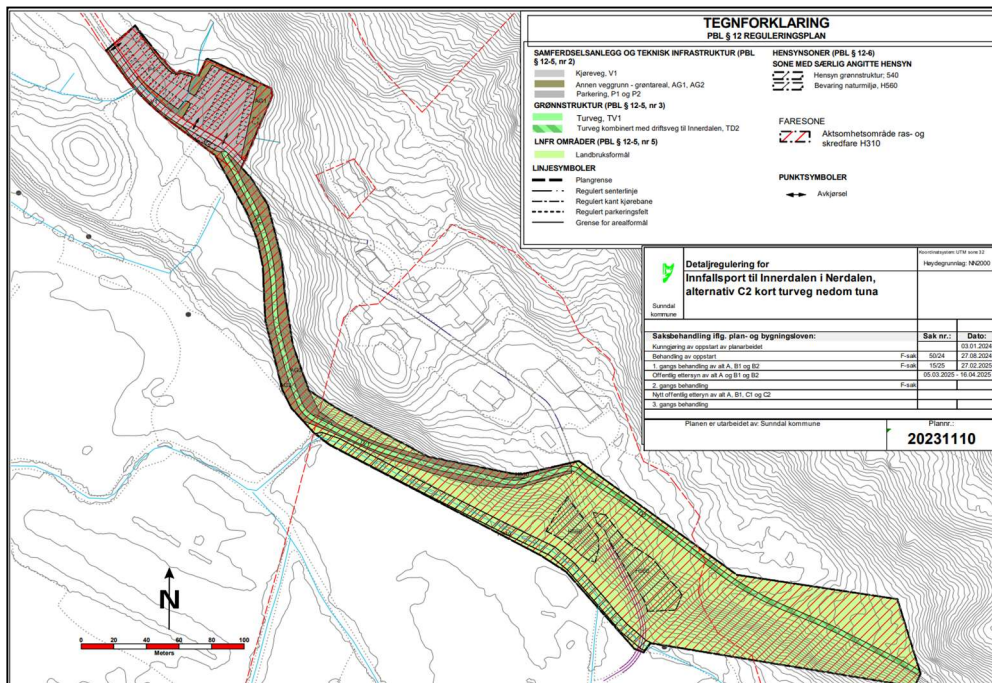 TEGNFORKLARING
PBL § 12 REGULERINGSPLAN
SAMFERDSELSANLEGG OG TEKNISK INFRASTRUKTUR (PBL
§ 12-5, nr 2)
Kjøreveg, V1
Annen veggrunn - grøntareal, AG1, AG2
Parkering, P1 og P2
GRØNNSTRUKTUR (PBL § 12-5, nr 3)
Turveg, TV1
Turveg kombinert med driftsveg til Innerdalen, TD2
LNFR OMRÅDER (PBL § 12-5, nr 5)
Landbruksformål
LINJESYMBOLER
Plangrense
Regulert senterlinje
Regulert kant kjørebane
Regulert parkeringsfelt
Grense for arealformål
HENSYNSONER (PBL § 12-6)
SONE MED SÆRLIG ANGITTE HENSYN
Hensyn grønnstruktur, 540
Bevaring naturmiljø, H560
FARESONE
Aktsomhetsområde ras- og
skredfare H310
PUNKTSYMBOLER
Avkjørsel
Sunndal
kommune
Detaljregulering for
Innfallsport til Innerdalen i Nerdalen,
alternativ C2 kort turveg nedom tuna
Koordinatsystem: UTM sone 32
Høydegrunnlag: NN2000
Saksbehandling iflg. plan- og bygningsloven: Sak nr.: Dato:
Kunngjøring av oppstart av planarbeidet 03.01.2024
Behandling av oppstart F-sak 50/24 27.08.2024
1. gangs behandling av alt A, B1 og B2 F-sak 15/25 27.02.2025
Offentlig ettersyn av alt A og B1 og B2 05.03.2025 - 16.04.2025
2. gangs behandling F-sak
Nytt offentlig etteryn av alt A, B1, C1 og C2
3. gangs behandling
Planen er utarbeidet av: Sunndal kommune
Plannr.:
20231110
AG1
N
0 20 40 60 80 100
Meters